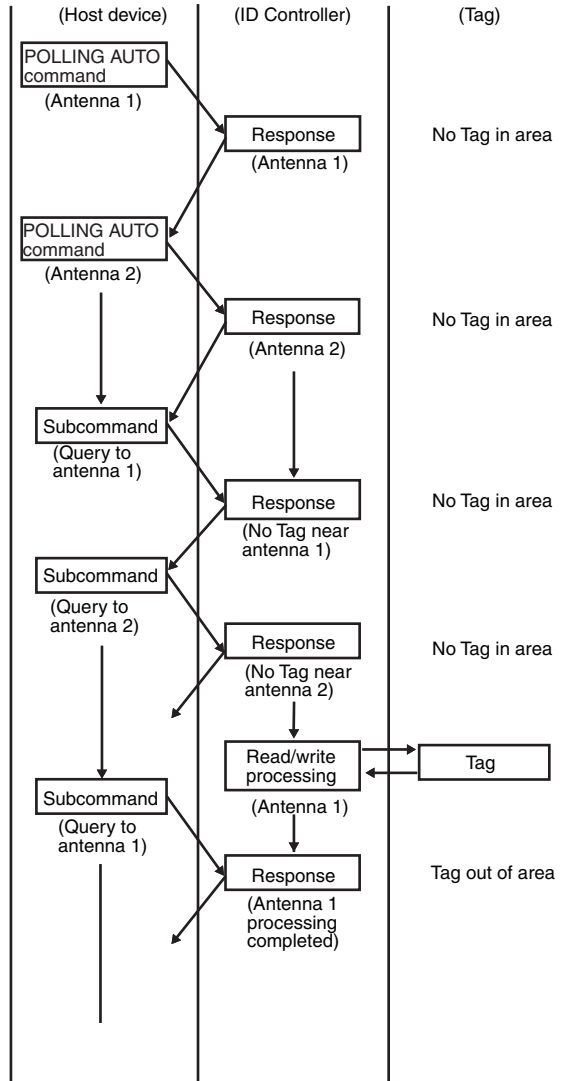 (Host device) (ID Controller) (Tag)
POLLING AUTO
command
(Antenna 1)
Response
(Antenna 1)
No Tag in area
POLLING AUTO
command
(Antenna 2)
Response
(Antenna 2)
No Tag in area
Subcommand
(Query to
antenna 1)
Response
(No Tag near
antenna 1)
No Tag in area
Subcommand
(Query to
antenna 2)
Response
(No Tag near
antenna 2)
No Tag in area
Read/write
processing
(Antenna 1)
Tag
Subcommand
(Query to
antenna 1)
Response
(Antenna 1
processing
completed)
Tag out of area